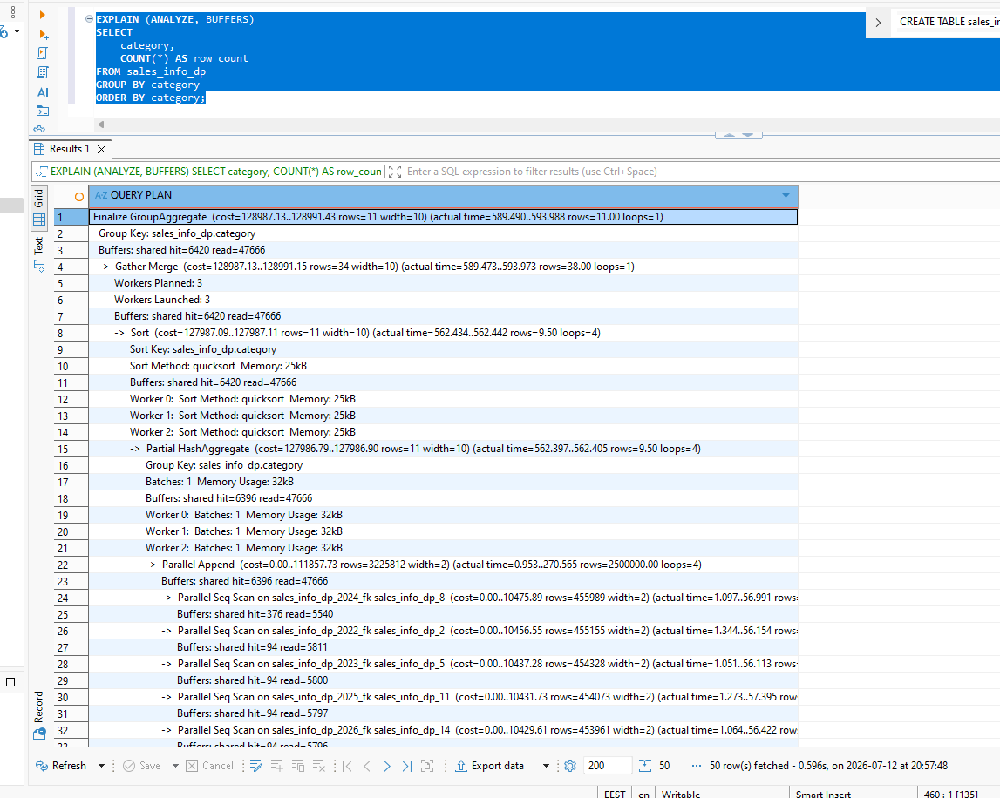 EXPLAIN (ANALYZE, BUFFERS)
SELECT
category,
COUNT(*) AS row_count
FROM sales_info_dp
GROUP BY category
ORDER BY category;
CREATE TABLE sales_in
AI
Results 1
EXPLAIN (ANALYZE, BUFFERS) SELECT category, COUNT(*) AS row_coun
Enter a SQL expression to filter results (use Ctrl+Space)
Grid
Text
Record
A-Z QUERY PLAN
1 Finalize GroupAggregate (cost=128987.13..128991.43 rows=11 width=10) (actual time=589.490..593.988 rows=11.00 loops=1)
2 Group Key: sales_info_dp.category
3 Buffers: shared hit=6420 read=47666
4 -> Gather Merge (cost=128987.13..128991.15 rows=34 width=10) (actual time=589.473..593.973 rows=38.00 loops=1)
5 Workers Planned: 3
6 Workers Launched: 3
7 Buffers: shared hit=6420 read=47666
8 -> Sort (cost=127987.09..127987.11 rows=11 width=10) (actual time=562.434..562.442 rows=9.50 loops=4)
9 Sort Key: sales_info_dp.category
10 Sort Method: quicksort Memory: 25kB
11 Buffers: shared hit=6420 read=47666
12 Worker 0: Sort Method: quicksort Memory: 25kB
13 Worker 1: Sort Method: quicksort Memory: 25kB
14 Worker 2: Sort Method: quicksort Memory: 25kB
15 -> Partial HashAggregate (cost=127986.79..127986.90 rows=11 width=10) (actual time=562.397..562.405 rows=9.50 loops=4)
16 Group Key: sales_info_dp.category
17 Batches: 1 Memory Usage: 32kB
18 Buffers: shared hit=6396 read=47666
19 Worker 0: Batches: 1 Memory Usage: 32kB
20 Worker 1: Batches: 1 Memory Usage: 32kB
21 Worker 2: Batches: 1 Memory Usage: 32kB
22 -> Parallel Append (cost=0.00..111857.73 rows=3225812 width=2) (actual time=0.953..270.565 rows=2500000.00 loops=4)
23 Buffers: shared hit=6396 read=47666
24 -> Parallel Seq Scan on sales_info_dp_2024_fk sales_info_dp_8 (cost=0.00..10475.89 rows=455989 width=2) (actual time=1.097..56.991 rows=
25 Buffers: shared hit=376 read=5540
26 -> Parallel Seq Scan on sales_info_dp_2022_fk sales_info_dp_2 (cost=0.00..10456.55 rows=455155 width=2) (actual time=1.344..56.154 rows=
27 Buffers: shared hit=94 read=5811
28 -> Parallel Seq Scan on sales_info_dp_2023_fk sales_info_dp_5 (cost=0.00..10437.28 rows=454328 width=2) (actual time=1.051..56.113 rows=
29 Buffers: shared hit=94 read=5800
30 -> Parallel Seq Scan on sales_info_dp_2025_fk sales_info_dp_11 (cost=0.00..10431.73 rows=454073 width=2) (actual time=1.273..57.395 row
31 Buffers: shared hit=94 read=5797
32 -> Parallel Seq Scan on sales_info_dp_2026_fk sales_info_dp_14 (cost=0.00..10429.61 rows=453961 width=2) (actual time=1.064..56.422 row
33 Buffers: shared hit=94 read=5796
Refresh Save Cancel Export data 200 50 50 row(s) fetched - 0.596s, on 2026-07-12 at 20:57:48
EEST en Writable Smart Insert 460 : 1 [135]